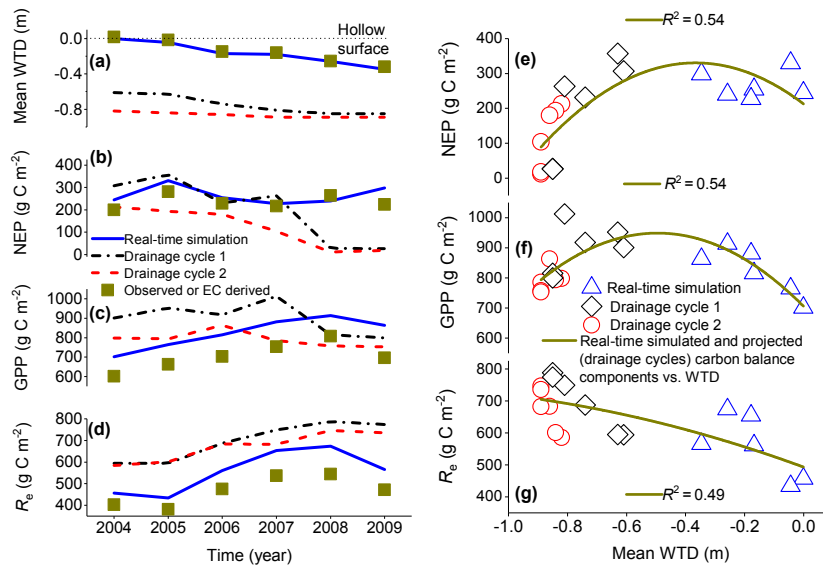 0.0
-0.4
-0.8
Mean WTD (m)
Hollow
surface
(a)
(b)
400
300
200
100
0
NEP (g C m⁻²)
Real-time simulation
Drainage cycle 1
Drainage cycle 2
Observed or EC derived
(c)
1000
900
800
700
600
GPP (g C m⁻²)
(d)
800
700
600
500
400
Rₑ (g C m⁻²)
2004 2005 2006 2007 2008 2009
Time (year)
R² = 0.54
(e)
400
300
200
100
0
NEP (g C m⁻²)
R² = 0.54
(f)
1000
900
800
700
600
GPP (g C m⁻²)
Real-time simulation
Drainage cycle 1
Drainage cycle 2
Real-time simulated and projected
(drainage cycles) carbon balance
components vs. WTD
800
700
600
500
400
Rₑ (g C m⁻²)
(g)
R² = 0.49
-1.0 -0.8 -0.6 -0.4 -0.2 0.0
Mean WTD (m)